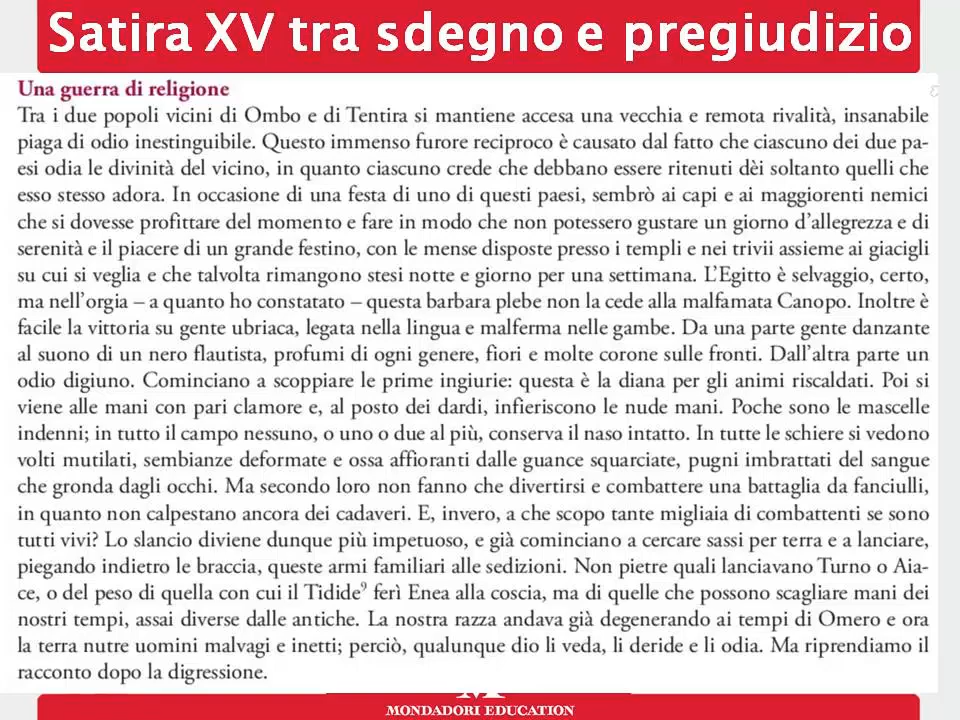 Satira XV tra sdegno e pregiudizio
Una guerra di religione
Tra i due popoli vicini di Ombo e di Tentira si mantiene accesa una vecchia e remota rivalità, insanabile
piaga di odio inestinguibile. Questo immenso furore reciproco è causato dal fatto che ciascuno dei due pa-
esi odia le divinità del vicino, in quanto ciascuno crede che debbano essere ritenuti dèi soltanto quelli che
esso stesso adora. In occasione di una festa di uno di questi paesi, sembrò ai capi e ai maggiorenti nemici
che si dovesse profittare del momento e fare in modo che non potessero gustare un giorno d'allegrezza e di
serenità e il piacere di un grande festino, con le mense disposte presso i templi e nei trivii assieme ai giacigli
su cui si veglia e che talvolta rimangono stesi notte e giorno per una settimana. L'Egitto è selvaggio, certo,
ma nell'orgia – a quanto ho constatato – questa barbara plebe non la cede alla malfamata Canopo. Inoltre è
facile la vittoria su gente ubriaca, legata nella lingua e malferma nelle gambe. Da una parte gente danzante
al suono di un nero flautista, profumi di ogni genere, fiori e molte corone sulle fronti. Dall'altra parte un
odio digiuno. Cominciano a scoppiare le prime ingiurie: questa è la diana per gli animi riscaldati. Poi si
viene alle mani con pari clamore e, al posto dei dardi, infieriscono le nude mani. Poche sono le mascelle
indenni; in tutto il campo nessuno, o uno o due al più, conserva il naso intatto. In tutte le schiere si vedono
volti mutilati, sembianze deformate e ossa affioranti dalle guance squarciate, pugni imbrattati del sangue
che gronda dagli occhi. Ma secondo loro non fanno che divertirsi e combattere una battaglia da fanciulli,
in quanto non calpestano ancora dei cadaveri. E, invero, a che scopo tante migliaia di combattenti se sono
tutti vivi? Lo slancio diviene dunque più impetuoso, e già cominciano a cercare sassi per terra e a lanciare,
piegando indietro le braccia, queste armi familiari alle sedizioni. Non pietre quali lanciavano Turno o Aia-
ce, o del peso di quella con cui il Tidide⁹ ferì Enea alla coscia, ma di quelle che possono scagliare mani dei
nostri tempi, assai diverse dalle antiche. La nostra razza andava già degenerando ai tempi di Omero e ora
la terra nutre uomini malvagi e inetti; perciò, qualunque dio li veda, li deride e li odia. Ma riprendiamo il
racconto dopo la digressione.
MONDADORI EDUCATION